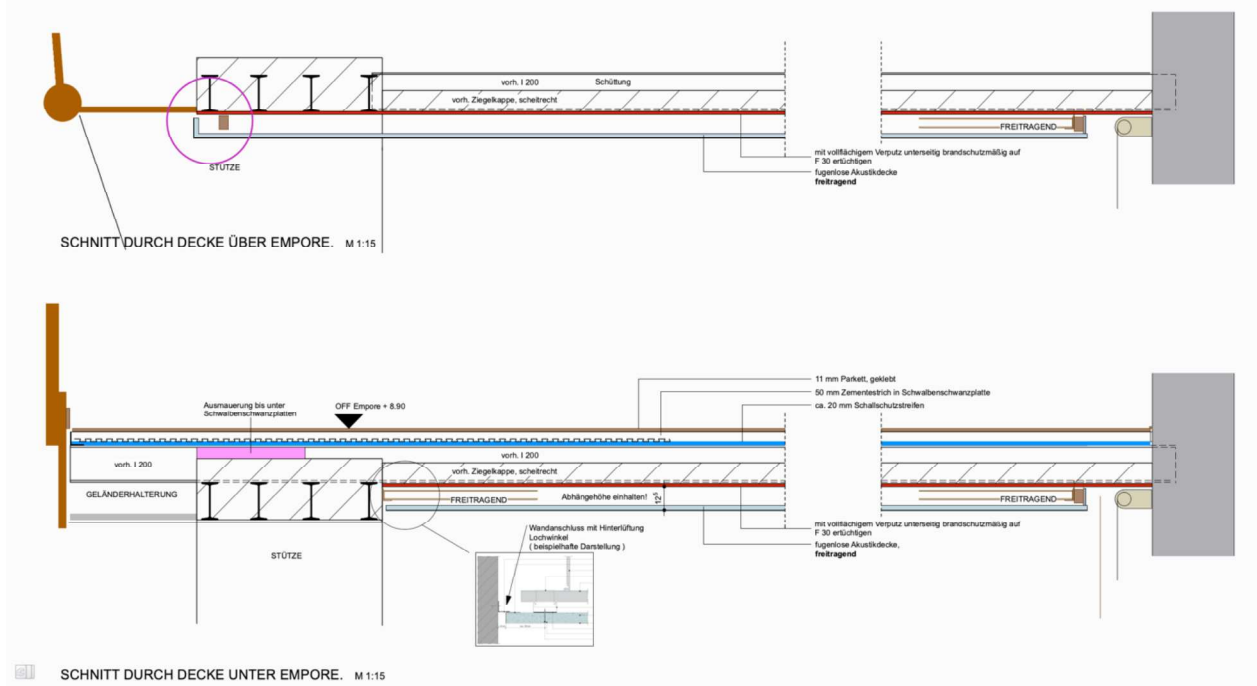 vorh. I 200
Schüttung
vorh. Ziegelkappe, scheitrecht
FREITRAGEND
STÜTZE
mit vollflächigem Verputz unterseitig brandschutzmäßig auf
F 30 ertüchtigen
fugenlose Akustikdecke
freitragend
SCHNITT DURCH DECKE ÜBER EMPORE. M 1:15
11 mm Parkett, geklebt
50 mm Zementestrich in Schwalbenschwanzplatte
ca. 20 mm Schallschutzstreifen
Ausmauerung bis unter
Schwalbenschwanzplatten
OFF Empore + 8.90
vorh. I 200
vorh. I 200
vorh. Ziegelkappe, scheitrecht
GELÄNDERHALTERUNG
FREITRAGEND
Abhängehöhe einhalten!
12⁵
FREITRAGEND
Wandanschluss mit Hinterlüftung
Lochwinkel
( beispielhafte Darstellung )
mit vollflächigem Verputz unterseitig brandschutzmäßig auf
F 30 ertüchtigen
fugenlose Akustikdecke,
freitragend
STÜTZE
SCHNITT DURCH DECKE UNTER EMPORE. M 1:15